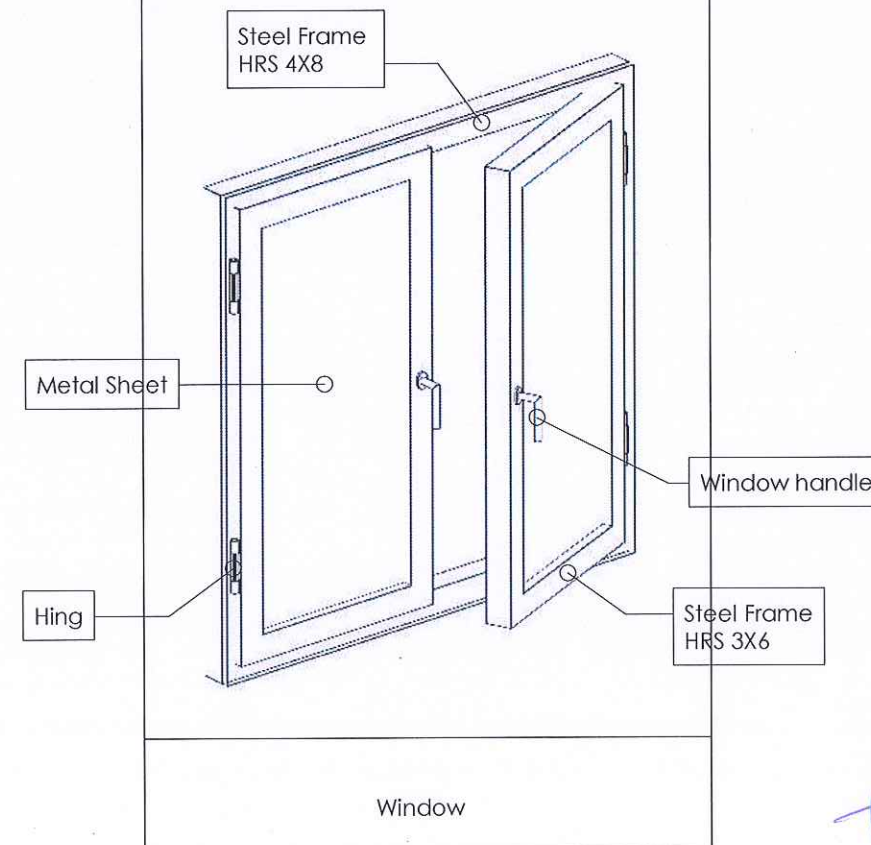 Steel Frame
HRS 4X8
Metal Sheet
Window handle
Hing
Steel Frame
HRS 3X6
Window